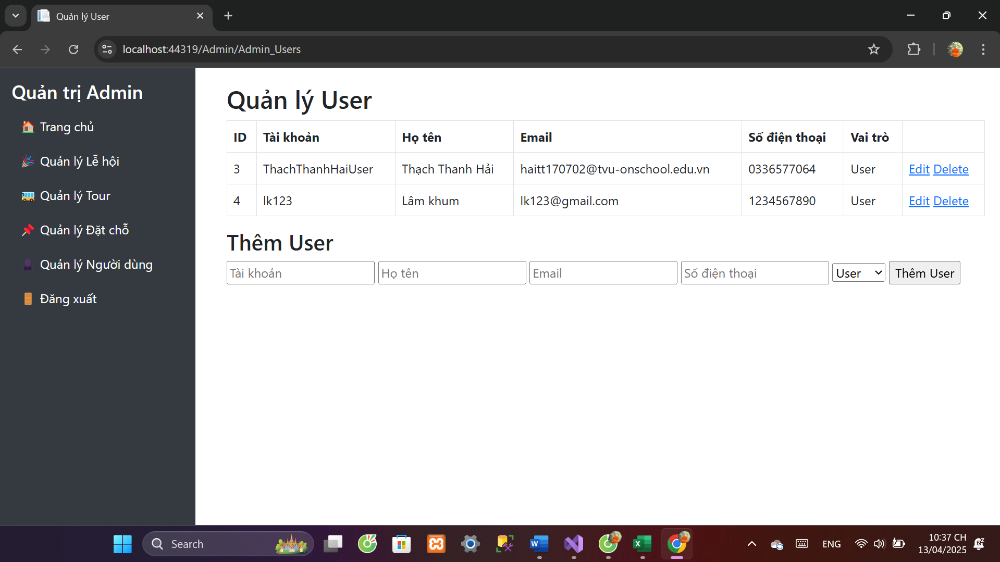 Quản lý User
localhost:44319/Admin/Admin_Users
Quản trị Admin
Trang chủ
Quản lý Lễ hội
Quản lý Tour
Quản lý Đặt chỗ
Quản lý Người dùng
Đăng xuất
Quản lý User
ID Tài khoản Họ tên Email Số điện thoại Vai trò
3 ThachThanhHaiUser Thạch Thanh Hải haitt170702@tvu-onschool.edu.vn 0336577064 User Edit Delete
4 lk123 Lâm khum lk123@gmail.com 1234567890 User Edit Delete
Thêm User
Tài khoản Họ tên Email Số điện thoại User Thêm User
Search
ENG
10:37 CH
13/04/2025